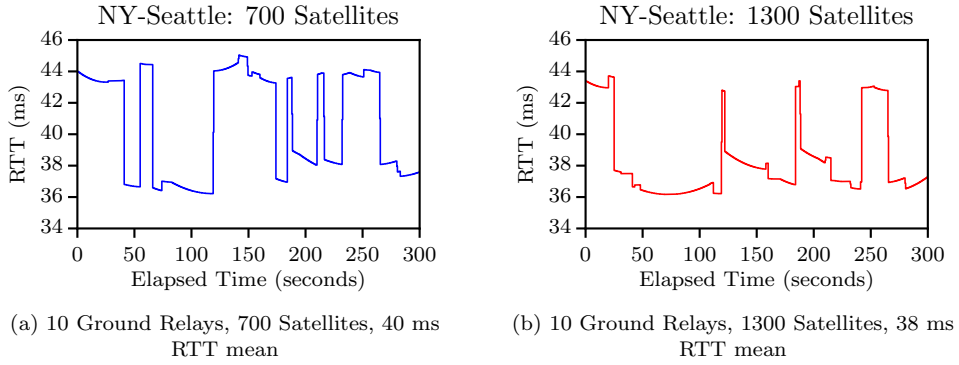 NY-Seattle: 700 Satellites
46
44
42
40
38
36
34
RTT (ms)
0 50 100 150 200 250 300
Elapsed Time (seconds)
(a) 10 Ground Relays, 700 Satellites, 40 ms
RTT mean
NY-Seattle: 1300 Satellites
46
44
42
40
38
36
34
RTT (ms)
0 50 100 150 200 250 300
Elapsed Time (seconds)
(b) 10 Ground Relays, 1300 Satellites, 38 ms
RTT mean